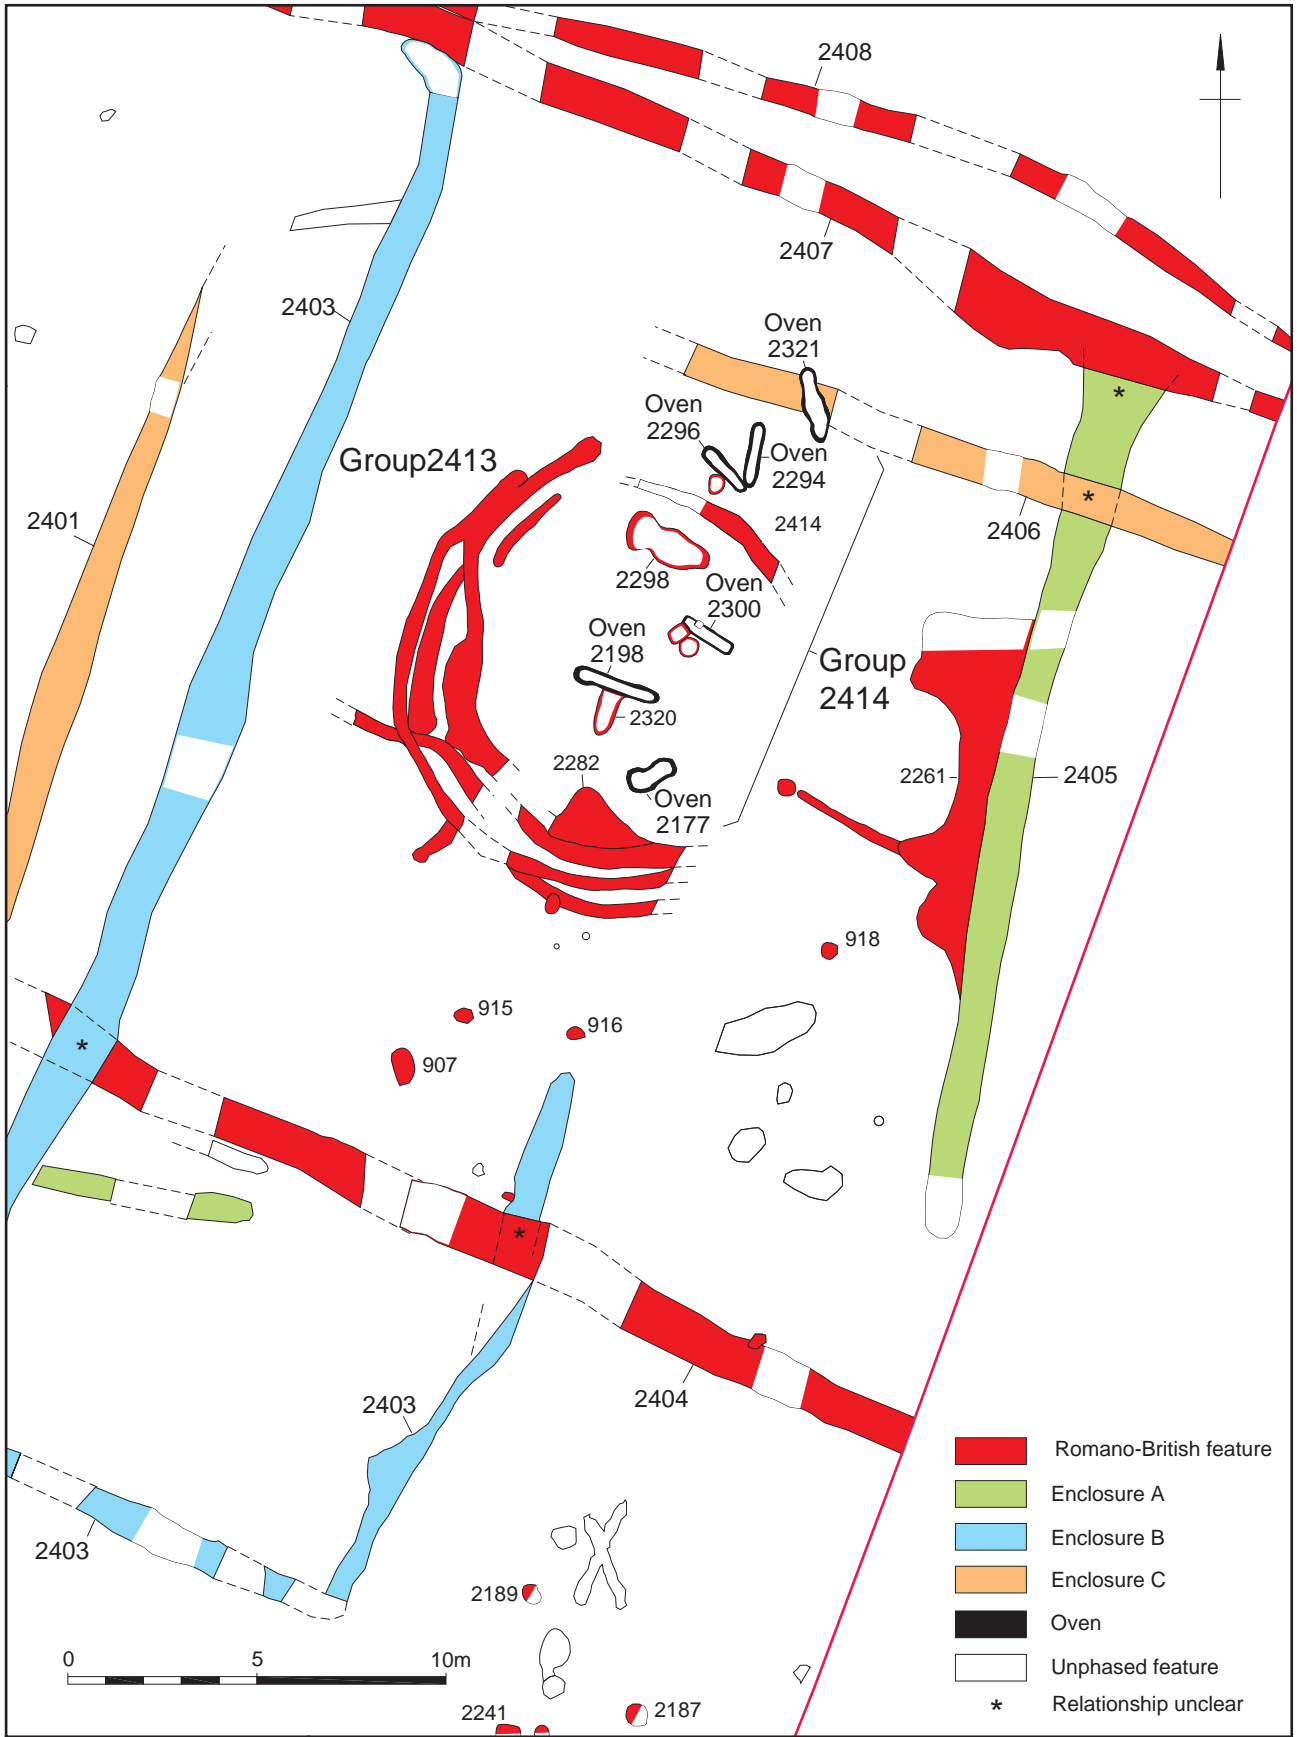 2408
2407
2403
Oven
2321
Oven
2296
Oven
2294
Group2413
2401
2414
2406
2298
Oven
2300
Oven
2198
Group
2414
2320
2282
2261
2405
Oven
2177
918
915
916
907
*
*
*
*
2404
2403
2403
2189
2187
2241
0 5 10m
Romano-British feature
Enclosure A
Enclosure B
Enclosure C
Oven
Unphased feature
* Relationship unclear